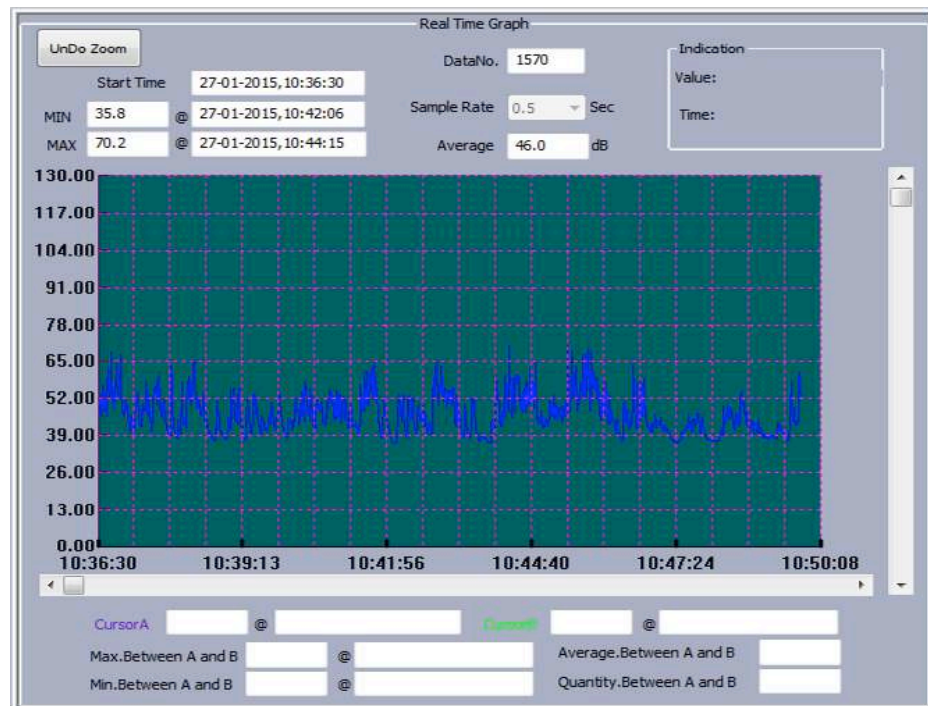 Real Time Graph
UnDo Zoom
DataNo. 1570
Indication
Value:
Time:
Start Time 27-01-2015,10:36:30
MIN 35.8 @ 27-01-2015,10:42:06
Sample Rate 0.5 Sec
MAX 70.2 @ 27-01-2015,10:44:15
Average 46.0 dB
130.00
117.00
104.00
91.00
78.00
65.00
52.00
39.00
26.00
13.00
0.00
10:36:30 10:39:13 10:41:56 10:44:40 10:47:24 10:50:08
CursorA @ CursorB @
Max.Between A and B @ Average.Between A and B
Min.Between A and B @ Quantity.Between A and B